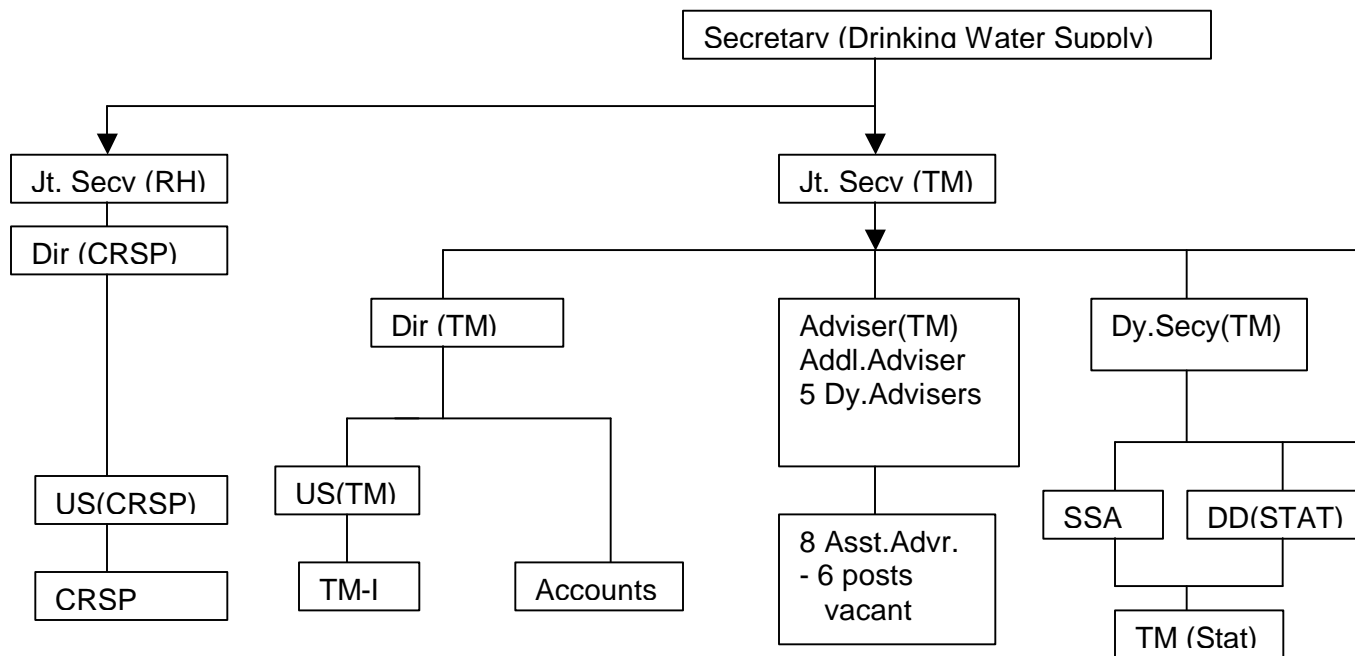 Secretary (Drinking Water Supply)
Jt. Secy (RH)
Jt. Secy (TM)
Dir (CRSP)
Dir (TM)
Adviser(TM)
Addl.Adviser
5 Dy.Advisers
Dy.Secy(TM)
US(CRSP)
US(TM)
SSA
DD(STAT)
8 Asst.Advr.
- 6 posts
vacant
CRSP
TM-I
Accounts
TM (Stat)